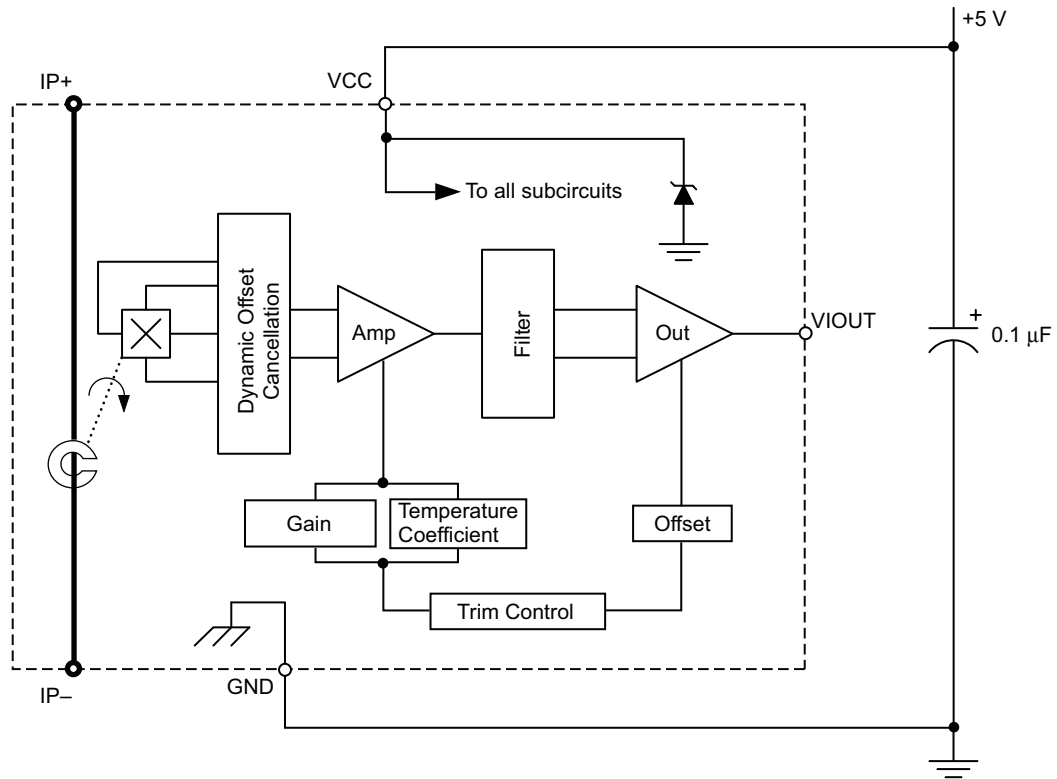 +5 V
VCC
IP+
To all subcircuits
Dynamic Offset
Cancellation
Amp
Filter
Out
VIOUT
+
0.1 μF
Gain
Temperature
Coefficient
Offset
Trim Control
GND
IP–